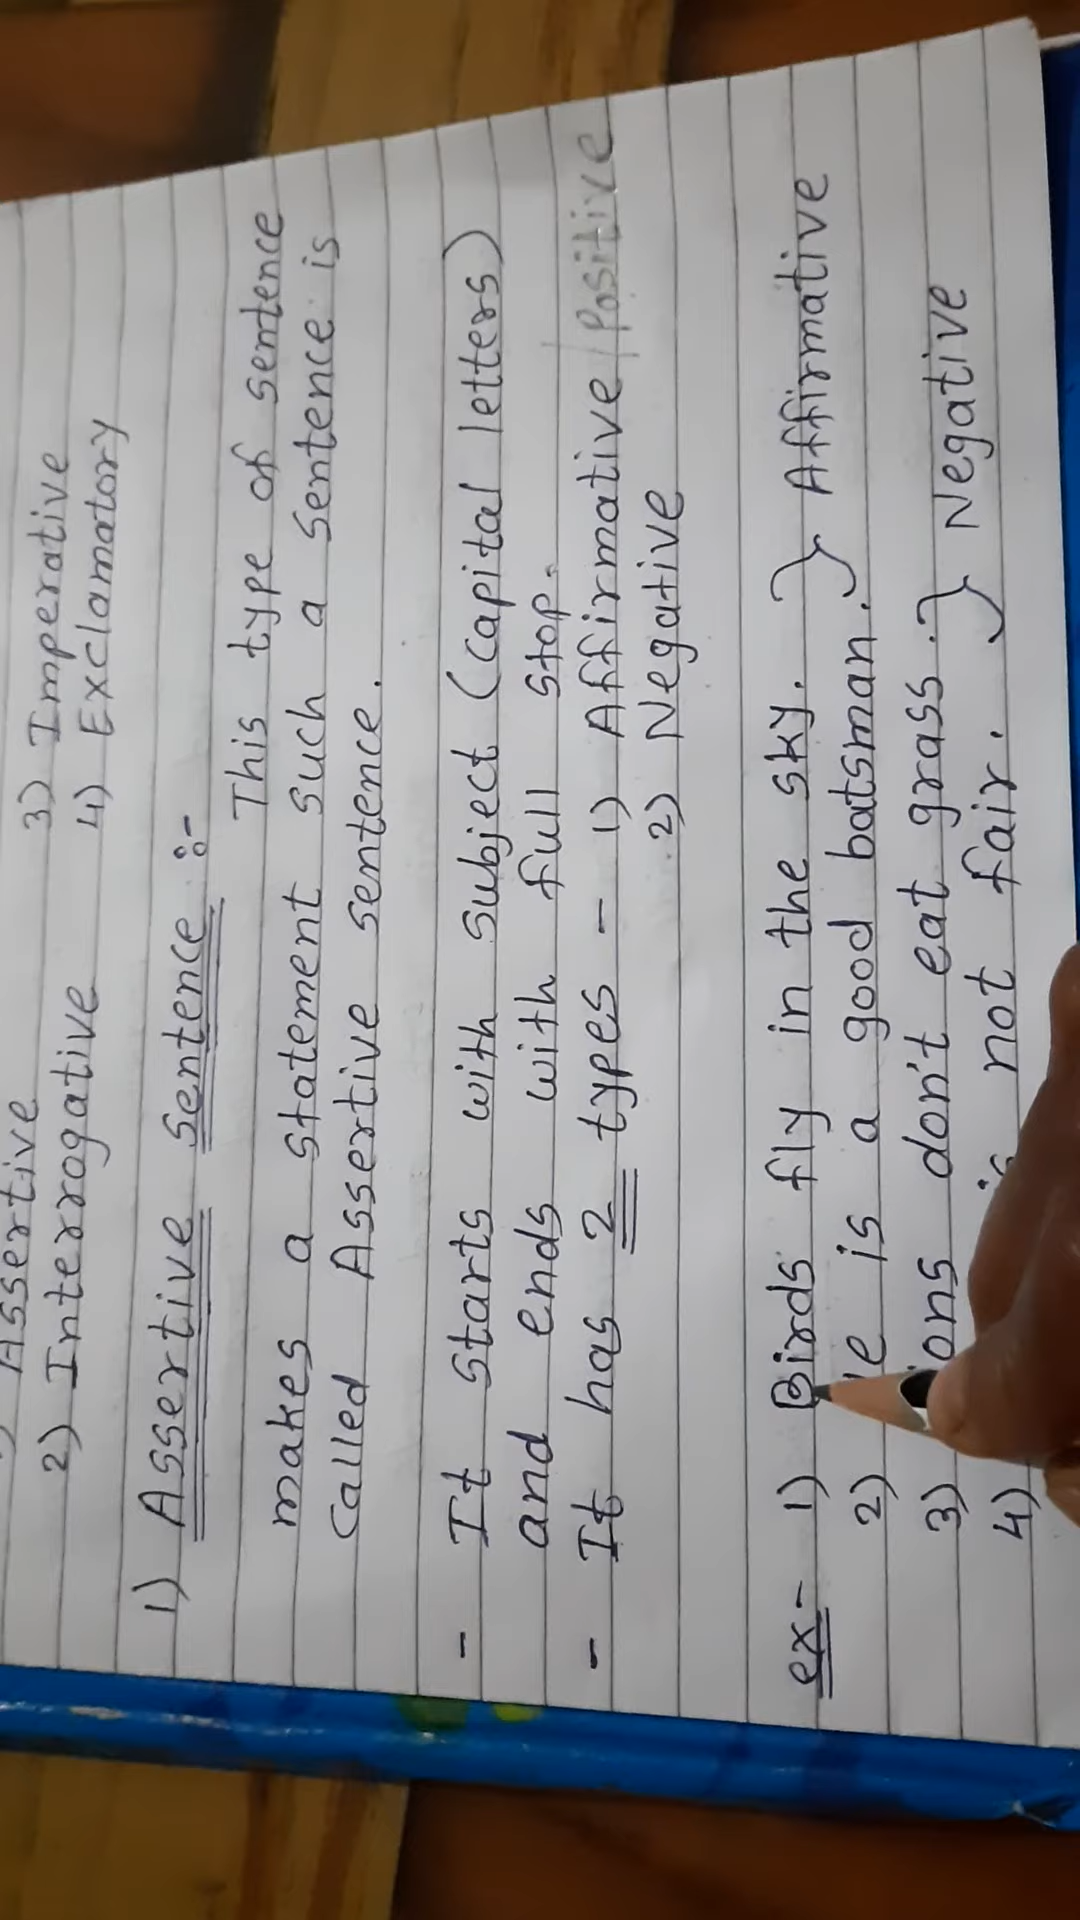 Assertive 3) Imperative
2) Interrogative 4) Exclamatory
1) Assertive sentence :-
This type of sentence
makes a statement such a sentence is
called Assertive sentence.
- It starts with subject (capital letters)
and ends with full stop.
- It has 2 types - 1) Affirmative/Positive
2) Negative
ex- 1) Birds fly in the sky. } Affirmative
2) e is a good batsman. }
3) ions don't eat grass. } Negative
4) is not fair. }